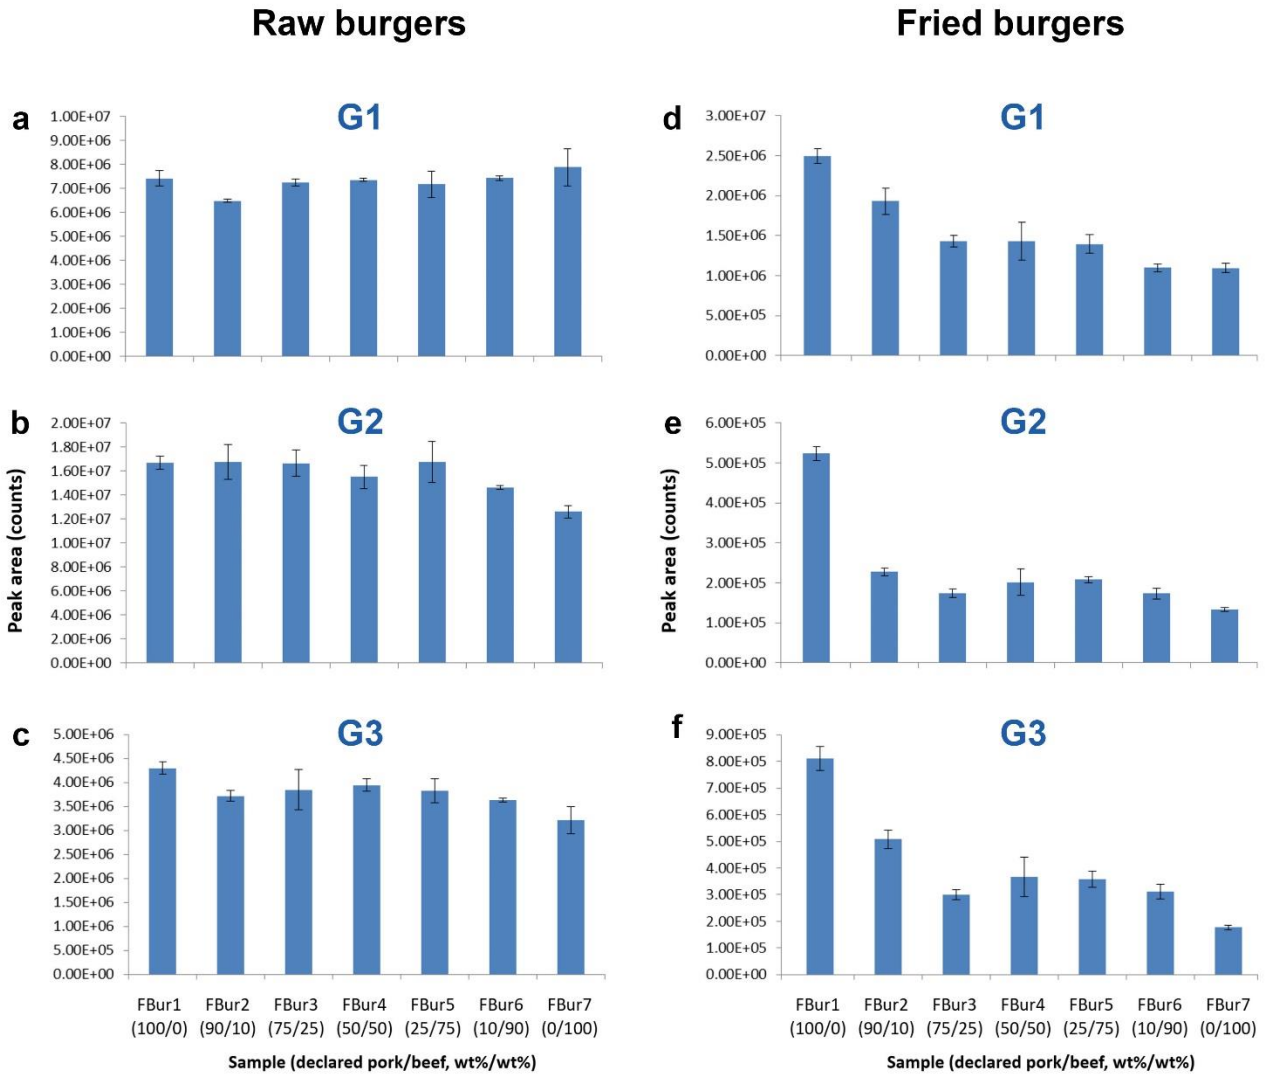 Raw burgers
Fried burgers
a
G1
1.00E+07
9.00E+06
8.00E+06
7.00E+06
6.00E+06
5.00E+06
4.00E+06
3.00E+06
2.00E+06
1.00E+06
0.00E+00
d
G1
3.00E+07
2.50E+06
2.00E+06
1.50E+06
1.00E+06
5.00E+05
0.00E+00
b
G2
2.00E+07
1.80E+07
1.60E+07
1.40E+07
1.20E+07
1.00E+07
8.00E+06
6.00E+06
4.00E+06
2.00E+06
0.00E+00
Peak area (counts)
e
G2
6.00E+05
5.00E+05
4.00E+05
3.00E+05
2.00E+05
1.00E+05
0.00E+00
Peak area (counts)
c
G3
5.00E+06
4.50E+06
4.00E+06
3.50E+06
3.00E+06
2.50E+06
2.00E+06
1.50E+06
1.00E+06
5.00E+05
0.00E+00
FBur1 FBur2 FBur3 FBur4 FBur5 FBur6 FBur7
(100/0) (90/10) (75/25) (50/50) (25/75) (10/90) (0/100)
Sample (declared pork/beef, wt%/wt%)
f
G3
9.00E+05
8.00E+05
7.00E+05
6.00E+05
5.00E+05
4.00E+05
3.00E+05
2.00E+05
1.00E+05
0.00E+00
FBur1 FBur2 FBur3 FBur4 FBur5 FBur6 FBur7
(100/0) (90/10) (75/25) (50/50) (25/75) (10/90) (0/100)
Sample (declared pork/beef, wt%/wt%)